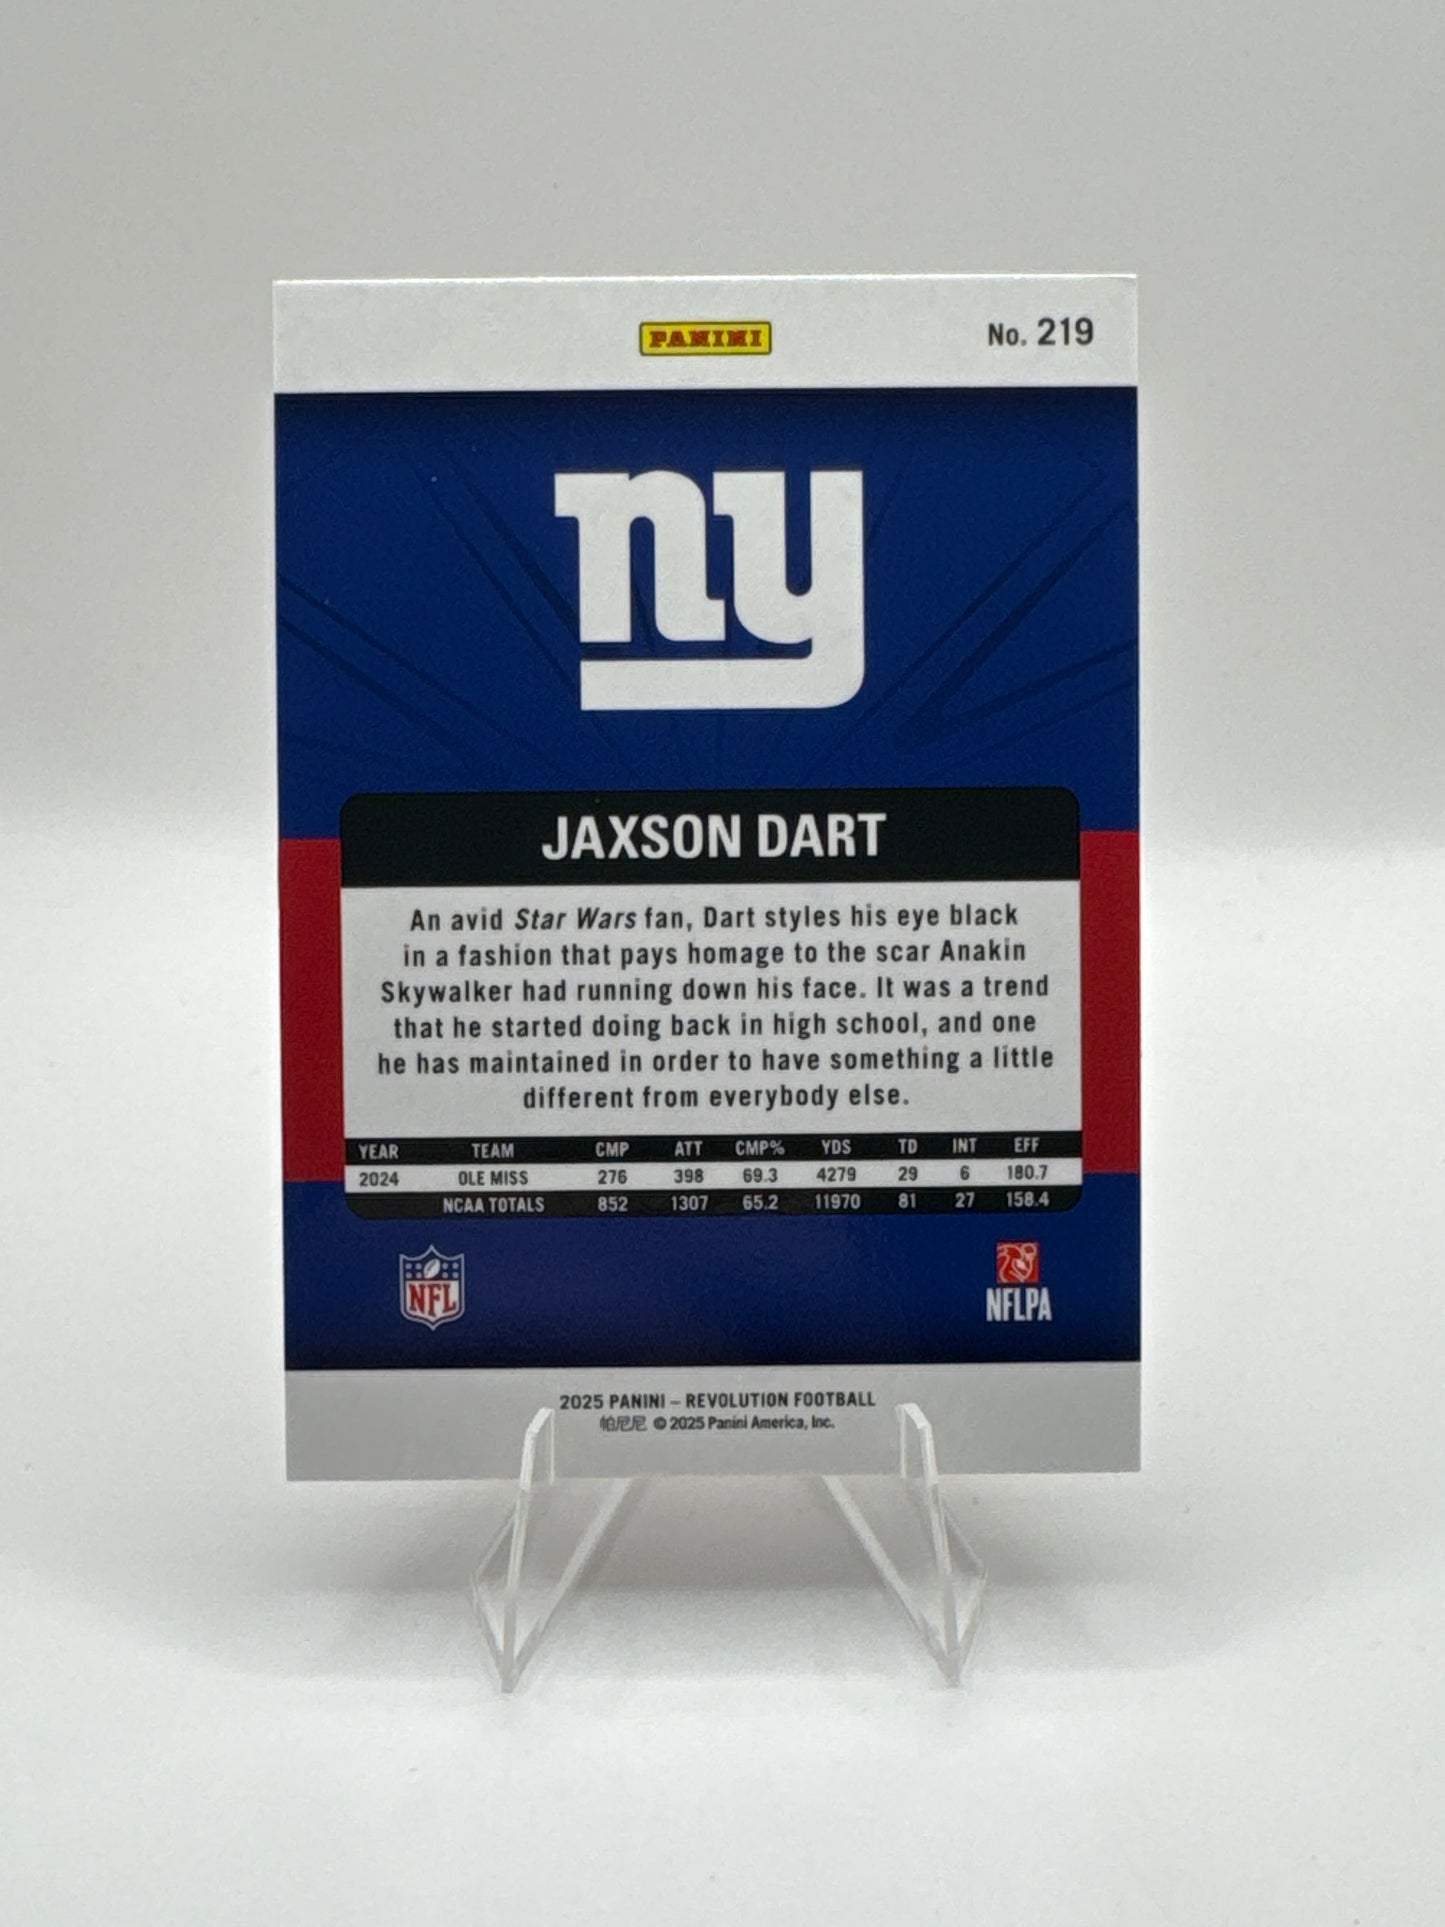 PANINI
No. 219
ny
JAXSON DART
An avid Star Wars fan, Dart styles his eye black
in a fashion that pays homage to the scar Anakin
Skywalker had running down his face. It was a trend
that he started doing back in high school, and one
he has maintained in order to have something a little
different from everybody else.
YEAR TEAM CMP ATT CMP% YDS TD INT EFF
2024 OLE MISS 276 398 69.3 4279 29 6 180.7
NCAA TOTALS 852 1307 65.2 11970 81 27 158.4
NFL
NFLPA
2025 PANINI – REVOLUTION FOOTBALL
帕尼尼 © 2025 Panini America, Inc.